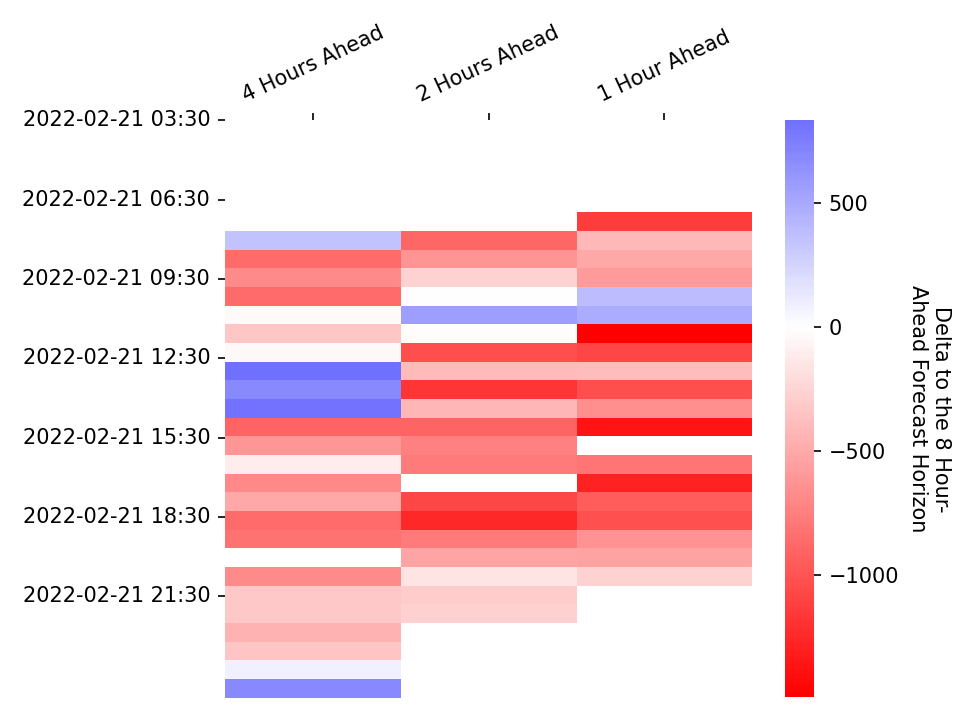 4 Hours Ahead
2 Hours Ahead
1 Hour Ahead
2022-02-21 03:30
2022-02-21 06:30
2022-02-21 09:30
2022-02-21 12:30
2022-02-21 15:30
2022-02-21 18:30
2022-02-21 21:30
500
0
−500
−1000
Delta to the 8 Hour-
Ahead Forecast Horizon